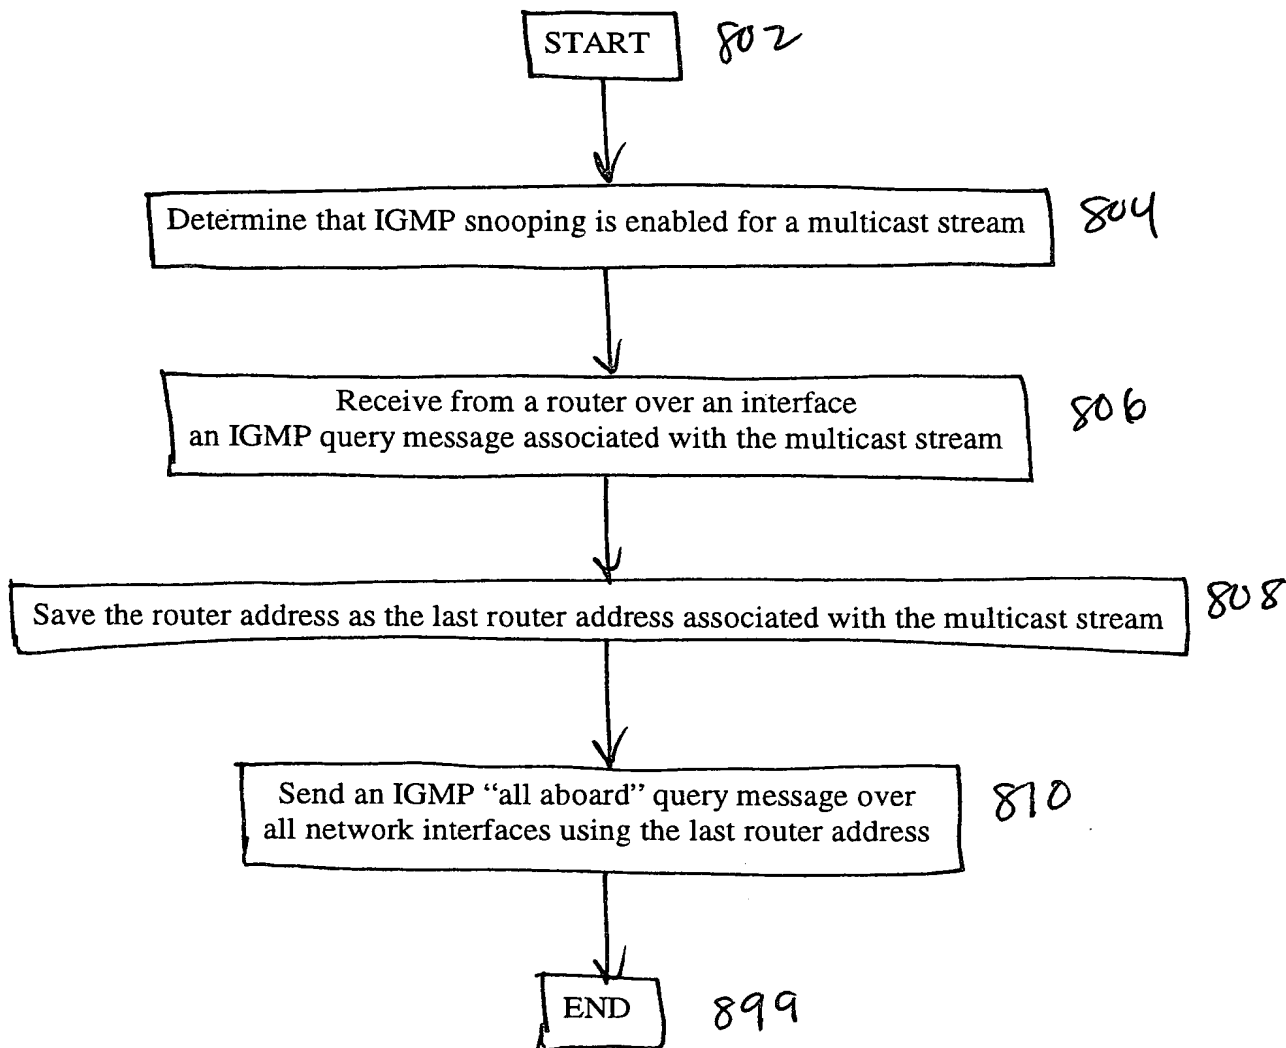 START 802
Determine that IGMP snooping is enabled for a multicast stream 804
Receive from a router over an interface
an IGMP query message associated with the multicast stream 806
Save the router address as the last router address associated with the multicast stream 808
Send an IGMP “all aboard” query message over
all network interfaces using the last router address 810
END 899